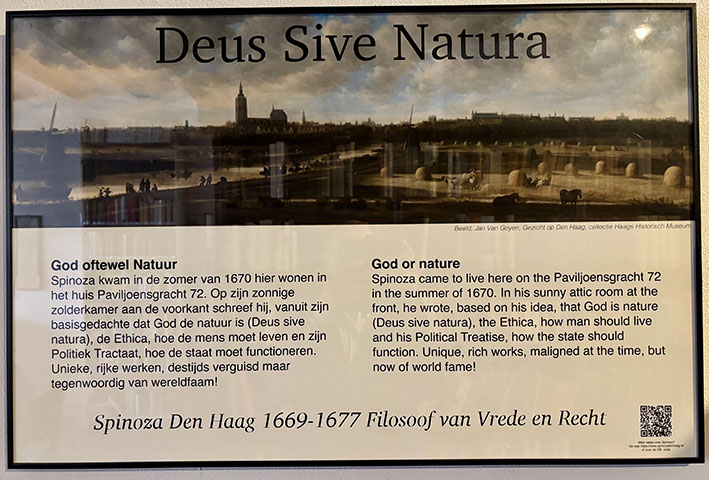 Deus Sive Natura
Beeld, Jan Van Goyen, Gezicht op Den Haag, collectie Haags Historisch Museum
God oftewel Natuur
Spinoza kwam in de zomer van 1670 hier wonen in
het huis Paviljoensgracht 72. Op zijn zonnige
zolderkamer aan de voorkant schreef hij, vanuit zijn
basisgedachte dat God de natuur is (Deus sive
natura), de Ethica, hoe de mens moet leven en zijn
Politiek Tractaat, hoe de staat moet functioneren.
Unieke, rijke werken, destijds verguisd maar
tegenwoordig van wereldfaam!
God or nature
Spinoza came to live here on the Paviljoensgracht 72
in the summer of 1670. In his sunny attic room at the
front, he wrote, based on his idea, that God is nature
(Deus sive natura), the Ethica, how man should live
and his Political Treatise, how the state should
function. Unique, rich works, maligned at the time, but
now of world fame!
Spinoza Den Haag 1669-1677 Filosoof van Vrede en Recht